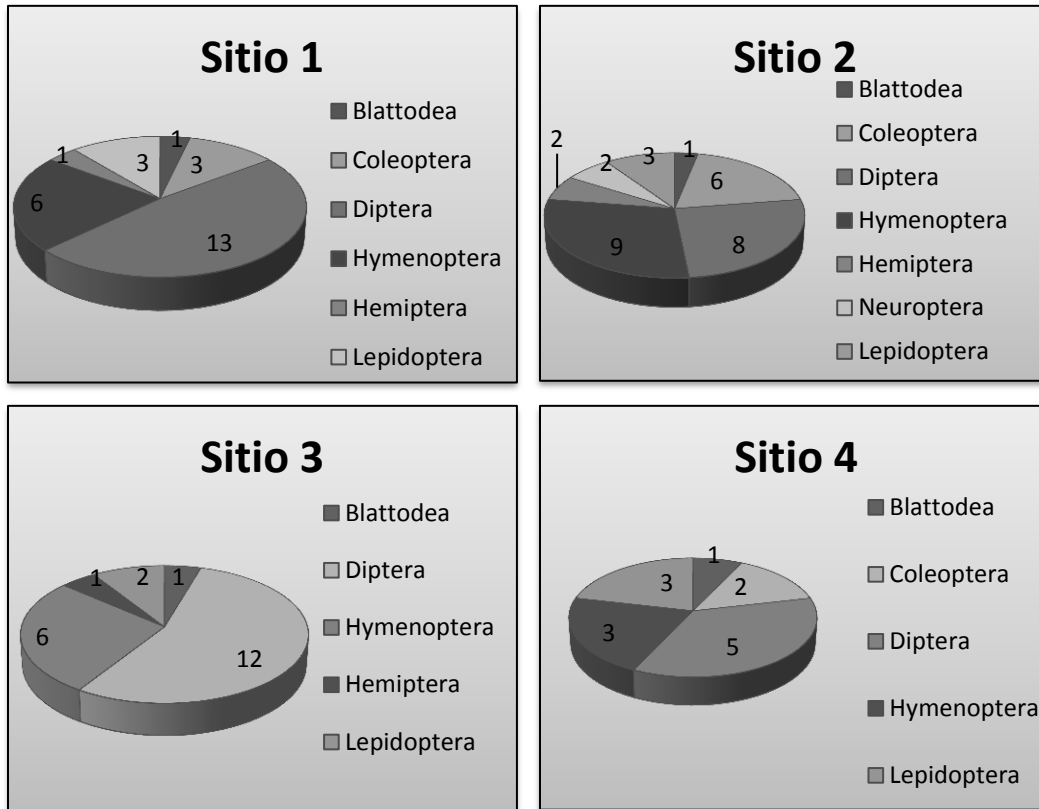 Sitio 1
Blattodea
Coleoptera
Diptera
Hymenoptera
Hemiptera
Lepidoptera
1
3
13
6
1
3
Sitio 2
Blattodea
Coleoptera
Diptera
Hymenoptera
Hemiptera
Neuroptera
Lepidoptera
1
6
8
9
2
2
3
Sitio 3
Blattodea
Diptera
Hymenoptera
Hemiptera
Lepidoptera
1
12
6
1
2
Sitio 4
Blattodea
Coleoptera
Diptera
Hymenoptera
Lepidoptera
1
2
5
3
3